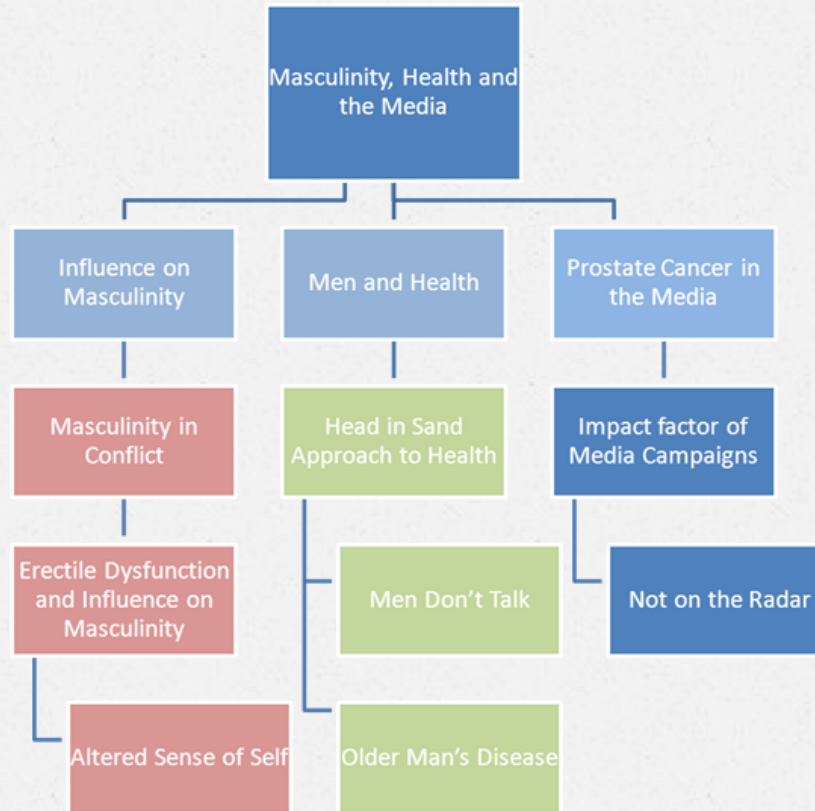 Masculinity, Health and
the Media
Influence on
Masculinity
Men and Health
Prostate Cancer in
the Media
Masculinity in
Conflict
Head in Sand
Approach to Health
Impact factor of
Media Campaigns
Erectile Dysfunction
and Influence on
Masculinity
Men Don’t Talk
Not on the Radar
Altered Sense of Self
Older Man’s Disease